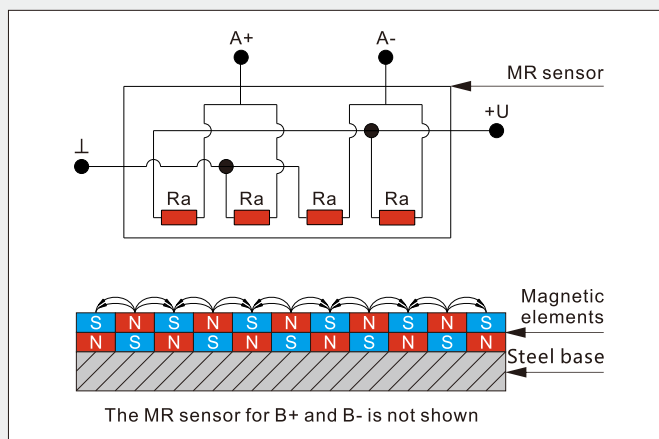 A+ A-
MR sensor
+U
⊥
Ra Ra Ra Ra
S N S N S N S N S N S
N S N S N S N S N S N
Magnetic
elements
Steel base
The MR sensor for B+ and B- is not shown